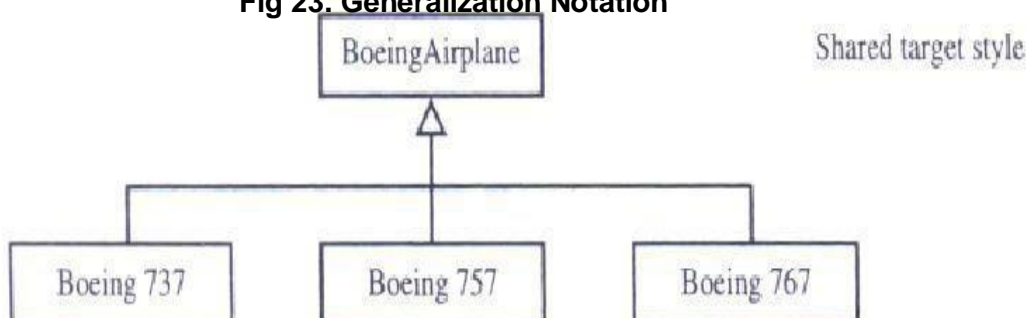 Fig 23. Generalization Notation
BoeingAirplane
Shared target style
Boeing 737
Boeing 757
Boeing 767